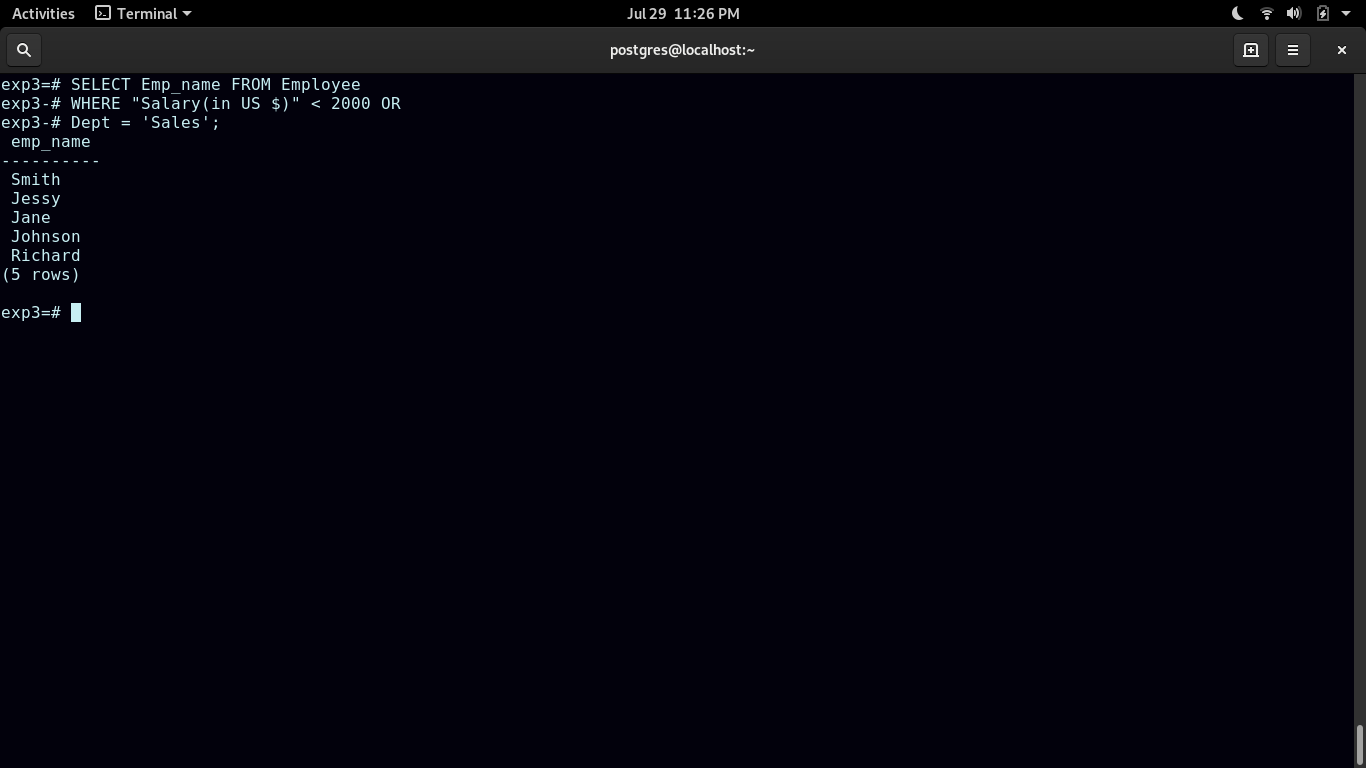 Activities Terminal Jul 29 11:26 PM
postgres@localhost:~
exp3=# SELECT Emp_name FROM Employee
exp3-# WHERE "Salary(in US $)" < 2000 OR
exp3-# Dept = 'Sales';
 emp_name
----------
 Smith
 Jessy
 Jane
 Johnson
 Richard
(5 rows)
exp3=#